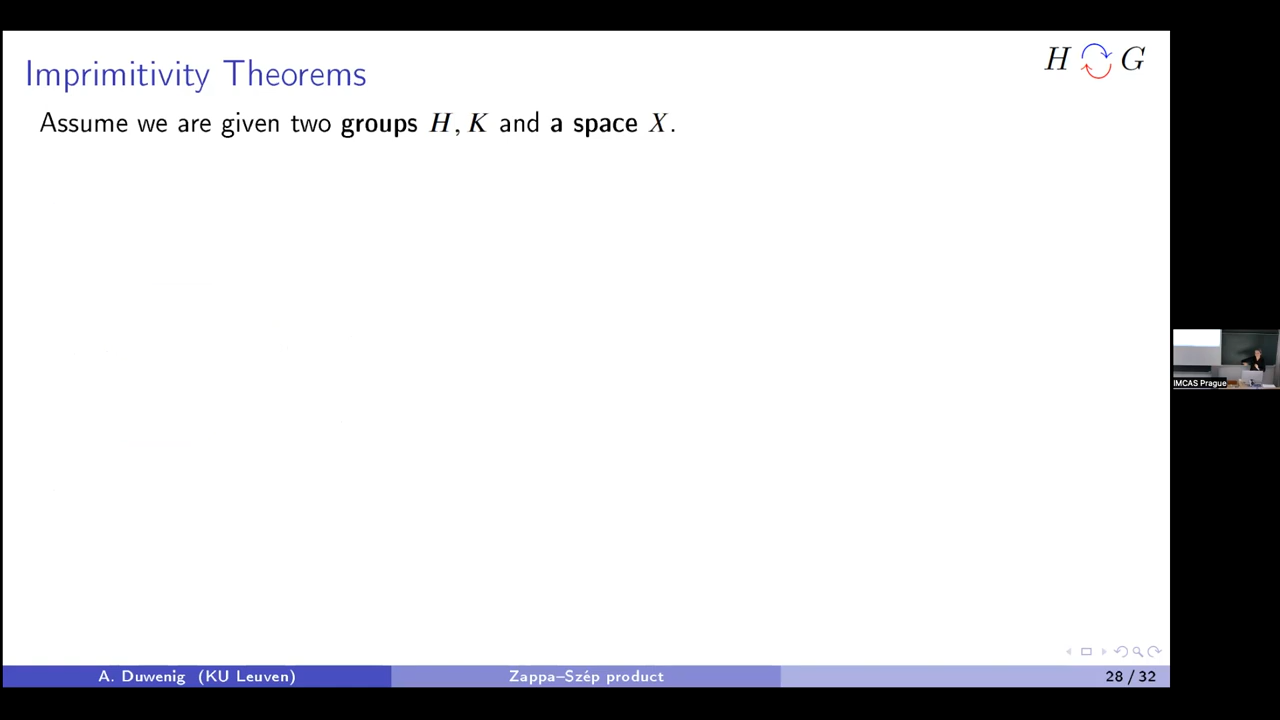 Imprimitivity Theorems
H G
Assume we are given two groups H, K and a space X.
IMCAS Prague
A. Duwenig (KU Leuven) Zappa–Szép product 28 / 32